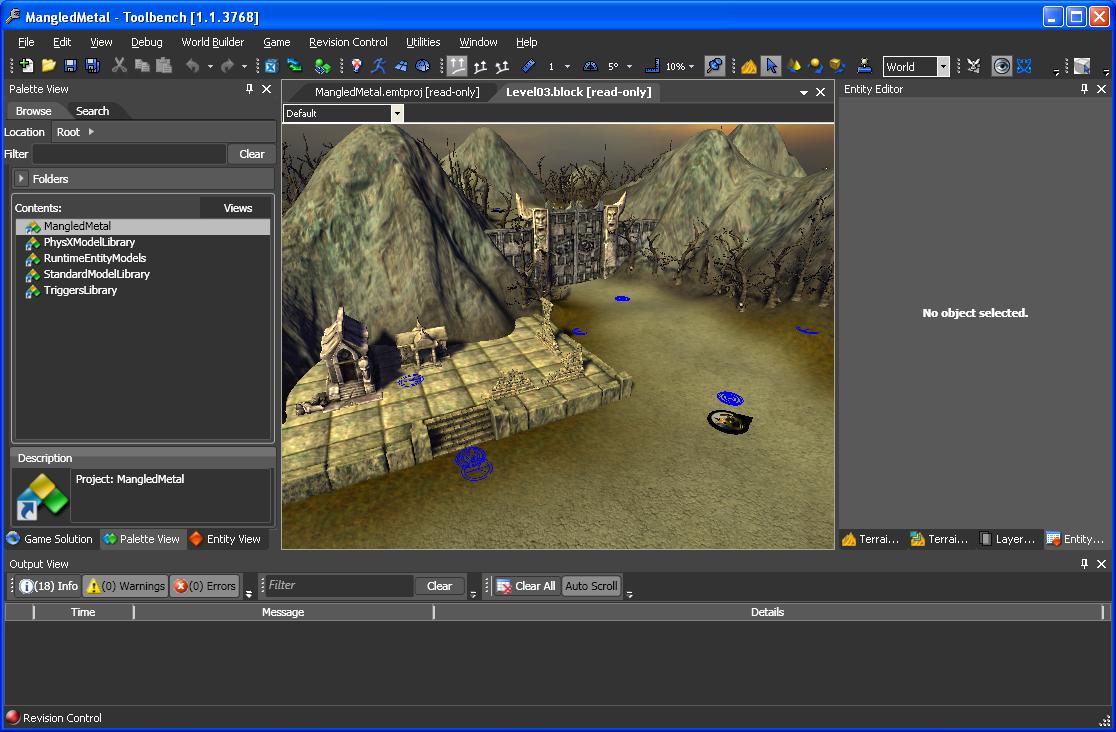 MangledMetal - Toolbench [1.1.3768]
File Edit View Debug World Builder Game Revision Control Utilities Window Help
1 5° 10% World
Palette View
Browse Search
Location Root
Filter Clear
Folders
Contents: Views
MangledMetal
PhysXModelLibrary
RuntimeEntityModels
StandardModelLibrary
TriggersLibrary
Description
Project: MangledMetal
Game Solution Palette View Entity View
MangledMetal.emtproj [read-only] Level03.block [read-only]
Default
Entity Editor
No object selected.
Terrai... Terrai... Layer... Entity...
Output View
(18) Info (0) Warnings (0) Errors Filter Clear Clear All Auto Scroll
Time Message Details
Revision Control